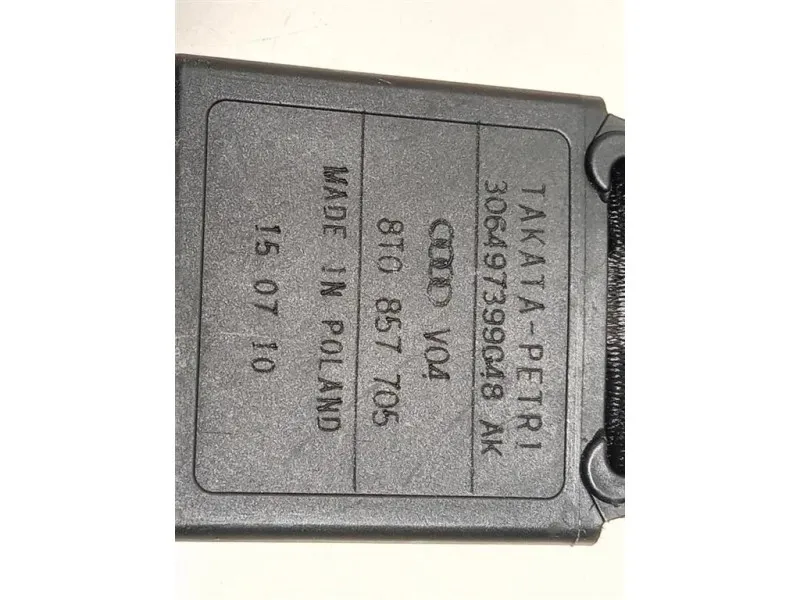 TAKATA-PETRI
306497399G48 AK
V04
8T0 857 705
MADE IN POLAND
15 07 10